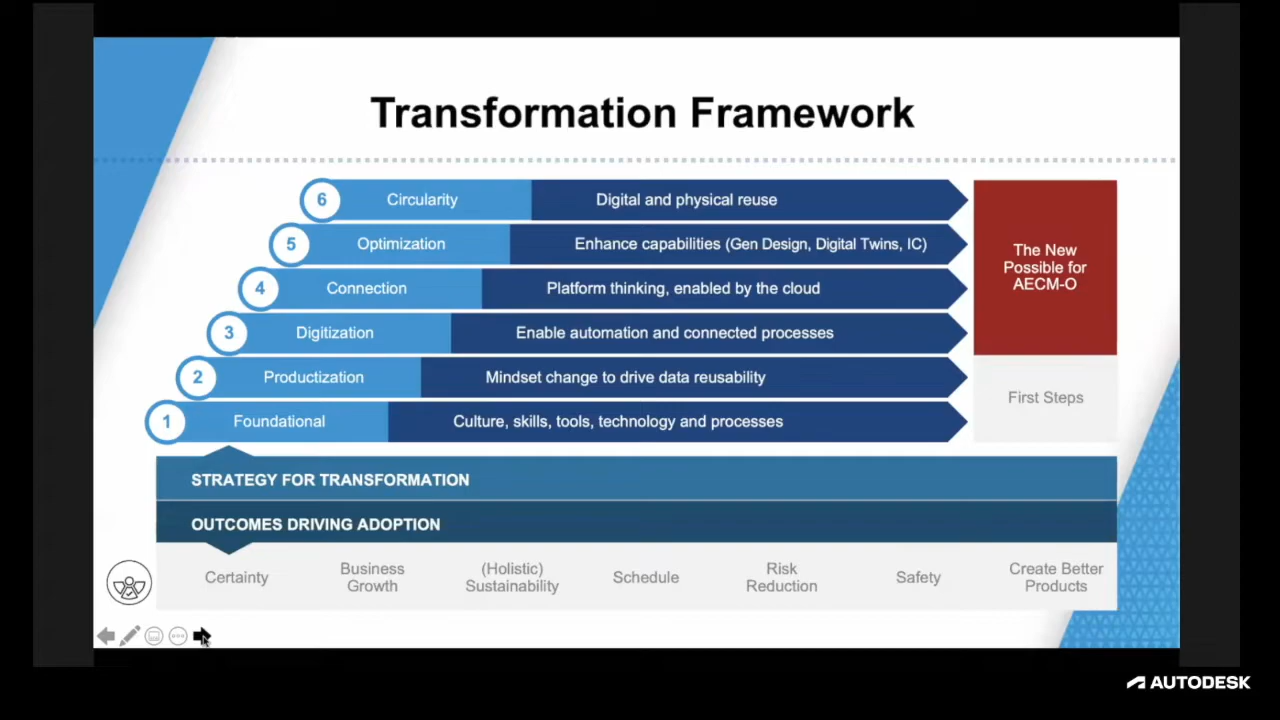 Transformation Framework
6 Circularity Digital and physical reuse
5 Optimization Enhance capabilities (Gen Design, Digital Twins, IC)
4 Connection Platform thinking, enabled by the cloud
3 Digitization Enable automation and connected processes
2 Productization Mindset change to drive data reusability
1 Foundational Culture, skills, tools, technology and processes
The New
Possible for
AECM-O
First Steps
STRATEGY FOR TRANSFORMATION
OUTCOMES DRIVING ADOPTION
Certainty
Business
Growth
(Holistic)
Sustainability
Schedule
Risk
Reduction
Safety
Create Better
Products
AUTODESK